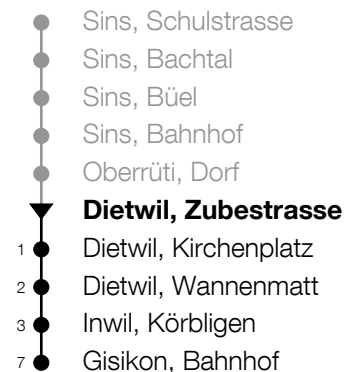 Sins, Schulstrasse
Sins, Bachtal
Sins, Büel
Sins, Bahnhof
Oberrüti, Dorf
Dietwil, Zubestrasse
1 Dietwil, Kirchenplatz
2 Dietwil, Wannenmatt
3 Inwil, Körbligen
7 Gisikon, Bahnhof